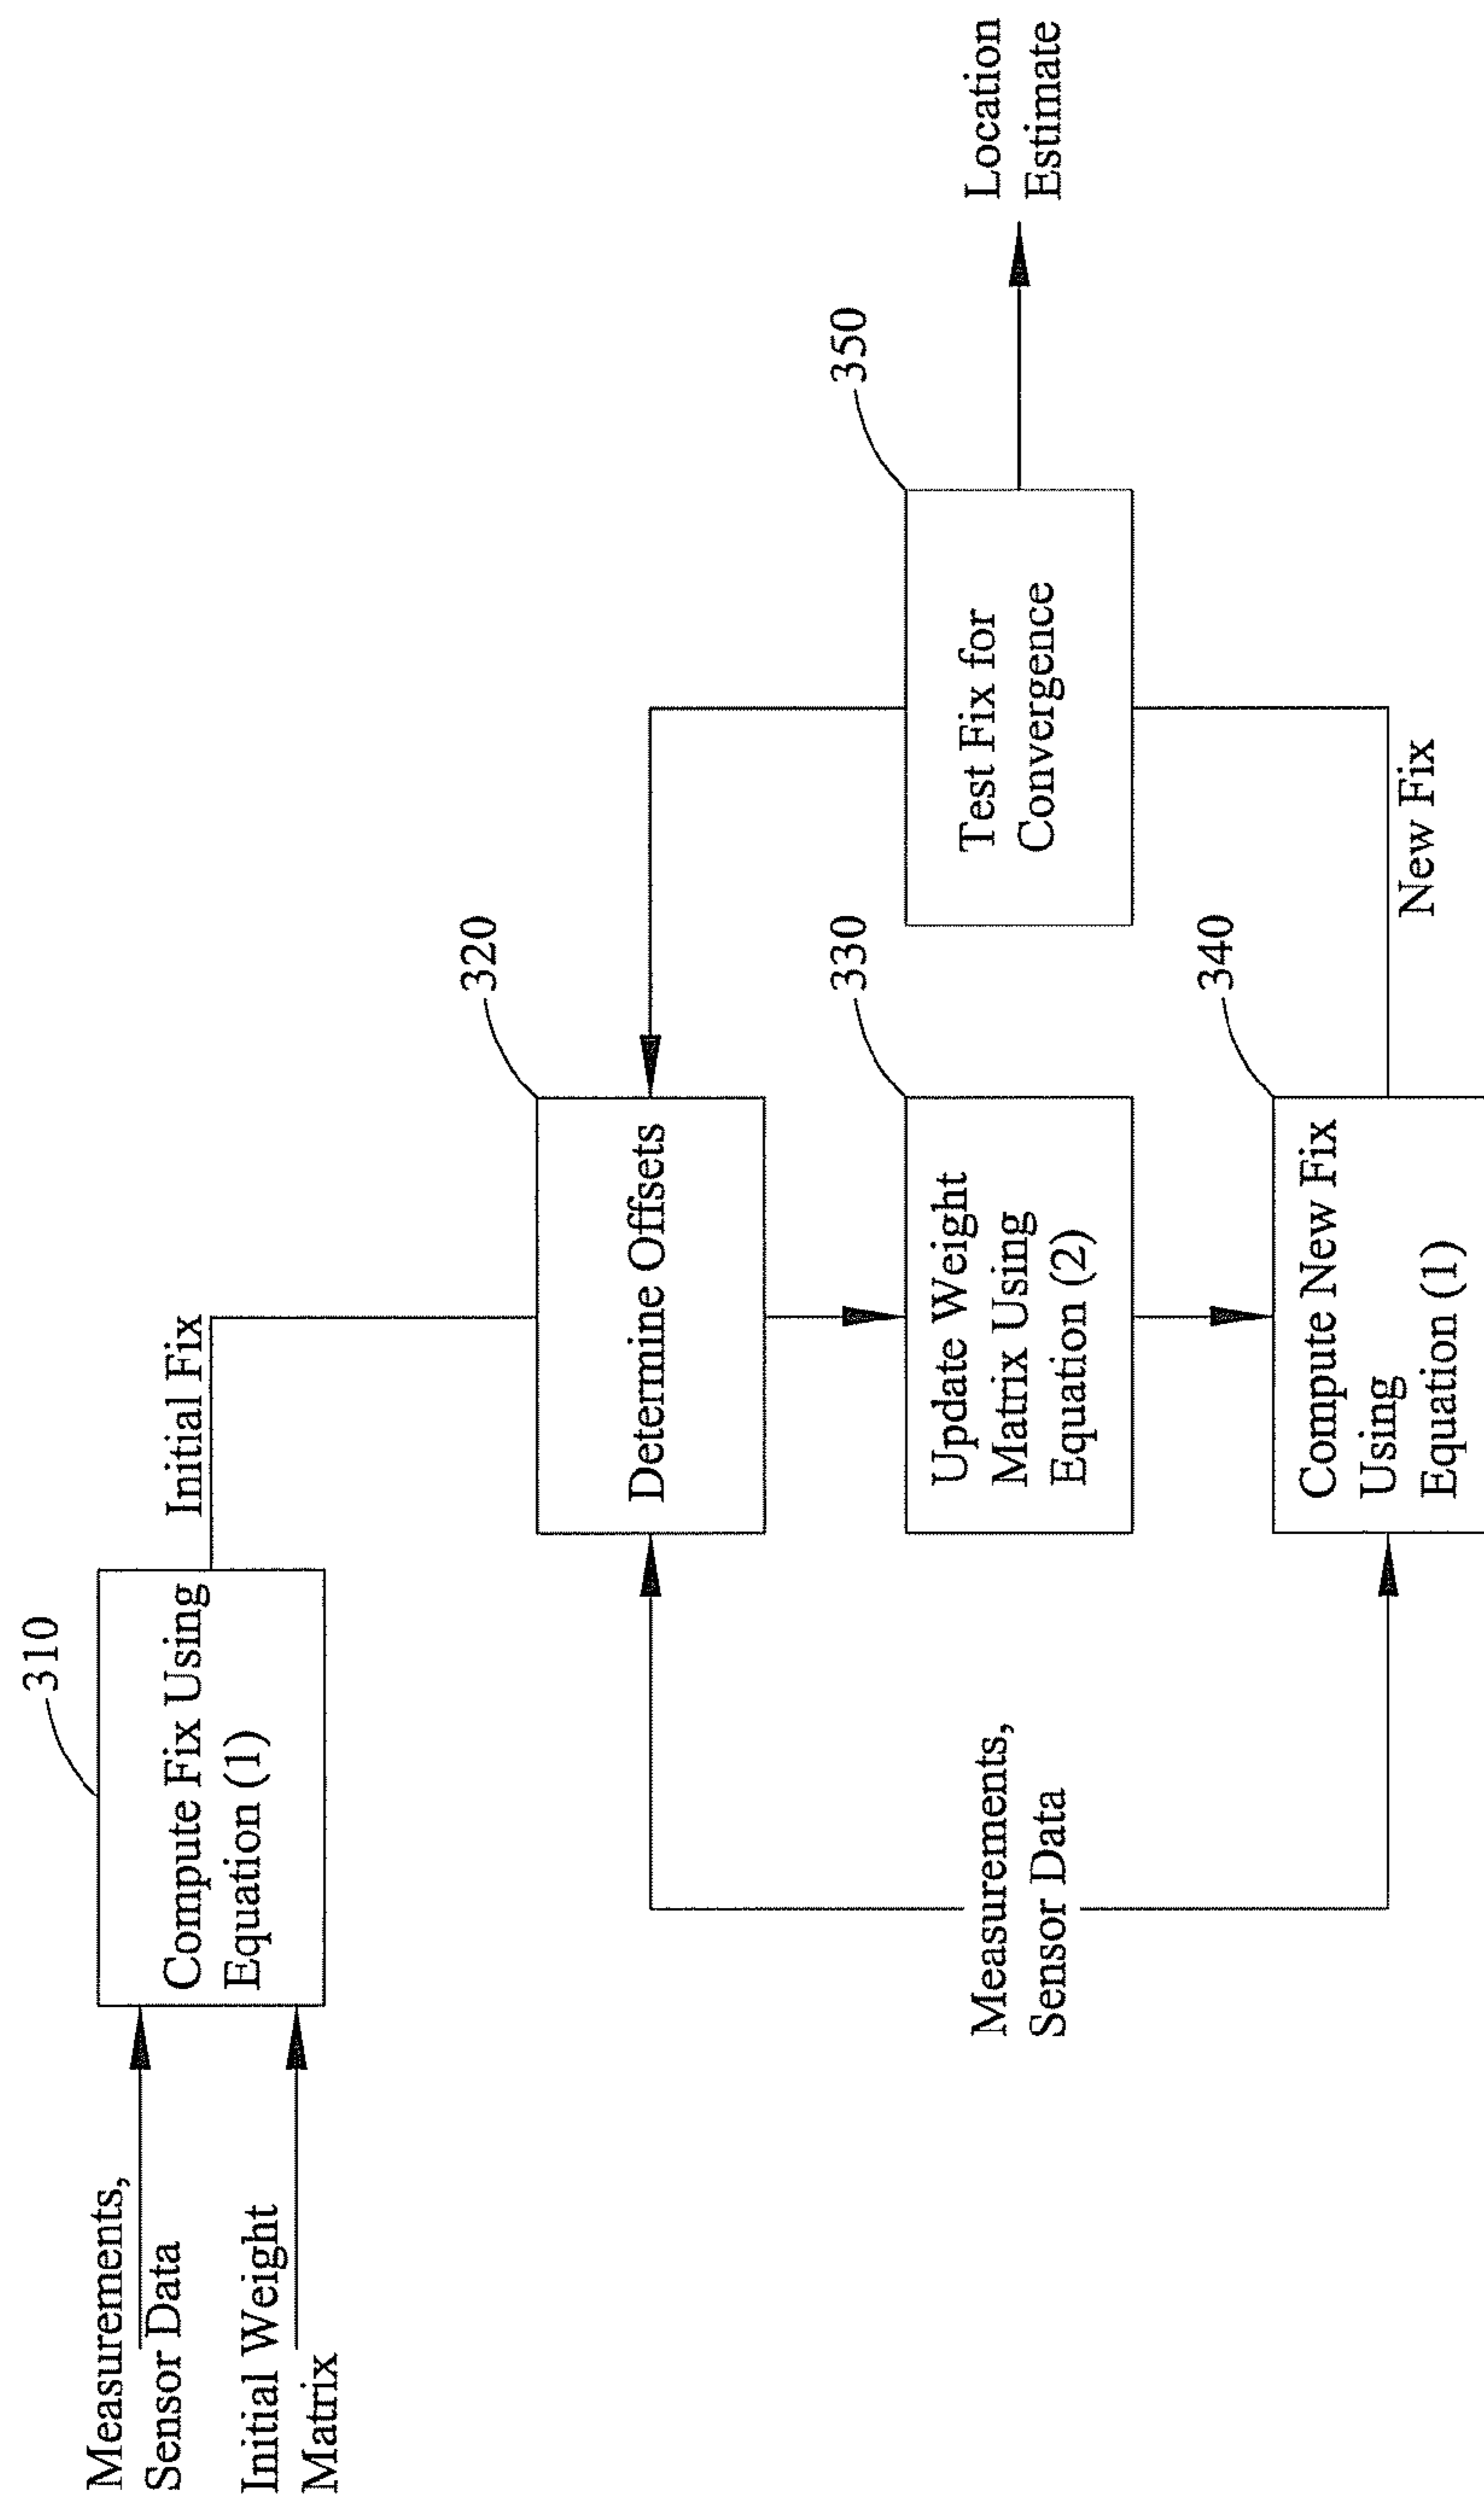 310
Measurements,
Sensor Data
Initial Weight
Matrix
Compute Fix Using
Equation (1)
Initial Fix
320
Determine Offsets
330
Update Weight
Matrix Using
Equation (2)
340
Compute New Fix
Using
Equation (1)
Measurements,
Sensor Data
New Fix
350
Test Fix for
Convergence
Location
Estimate